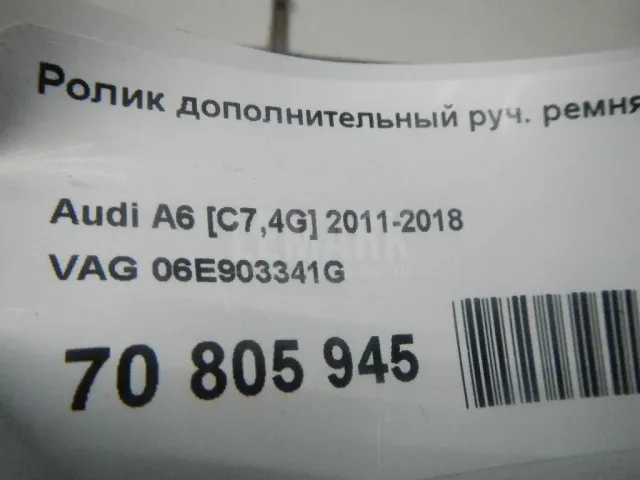 Ролик дополнительный руч. ремня
Audi A6 [C7,4G] 2011-2018
VAG 06E903341G
70 805 945